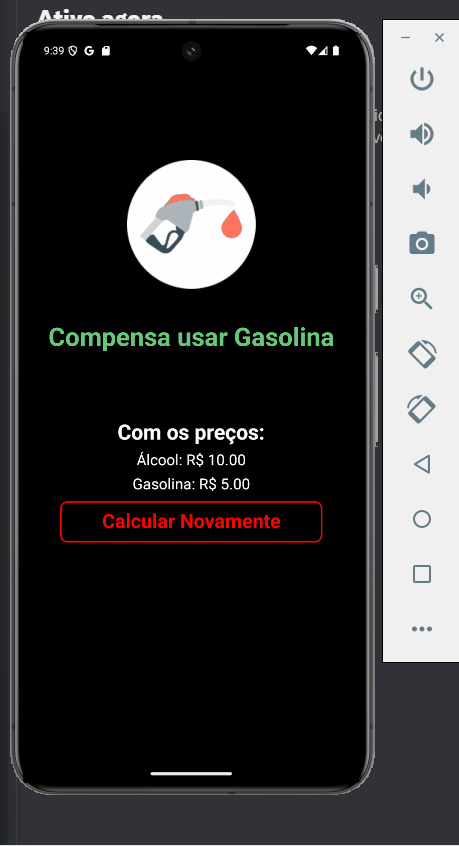 Ativo agora
9:39
Compensa usar Gasolina
Com os preços:
Álcool: R$ 10.00
Gasolina: R$ 5.00
Calcular Novamente